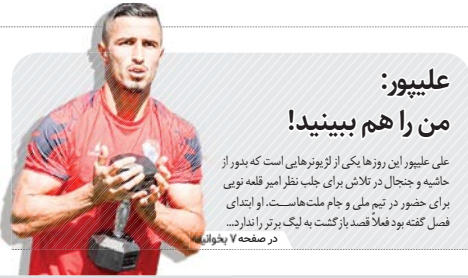 علیپور:
من را هم ببینید!
علی علیپور این روزها یکی از لژیونرهایی است که بدور از
حاشیه و جنجال در تلاش برای جلب نظر امیر قلعه نویی
برای حضور در تیم ملی و جام ملت‌هاســت. او ابتدای
فصل گفته بود فعلاً قصد بازگشت به لیگ برتر را ندارد...
در صفحه ۷ بخوانید